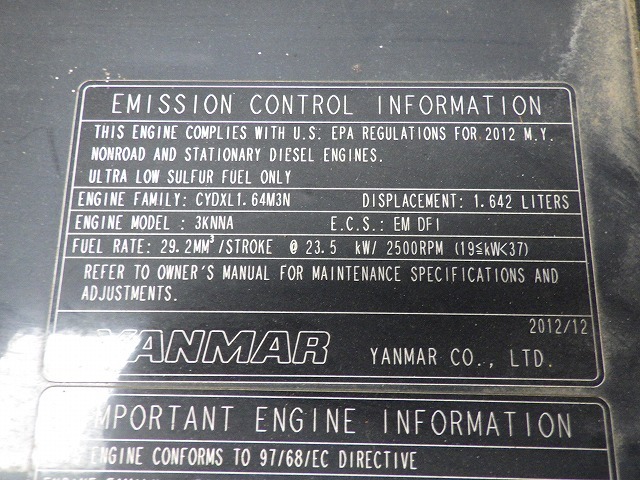 EMISSION CONTROL INFORMATION
THIS ENGINE COMPLIES WITH U.S. EPA REGULATIONS FOR 2012 M.Y.
NONROAD AND STATIONARY DIESEL ENGINES.
ULTRA LOW SULFUR FUEL ONLY
ENGINE FAMILY: CYDXL1.64M3N DISPLACEMENT: 1.642 LITERS
ENGINE MODEL : 3KNNA E.C.S.: EM DFI
FUEL RATE: 29.2MM³/STROKE @ 23.5 kW/ 2500RPM (19≦kW<37)
REFER TO OWNER'S MANUAL FOR MAINTENANCE SPECIFICATIONS AND
ADJUSTMENTS.
2012/12
YANMAR YANMAR CO., LTD.
IMPORTANT ENGINE INFORMATION
ENGINE CONFORMS TO 97/68/EC DIRECTIVE